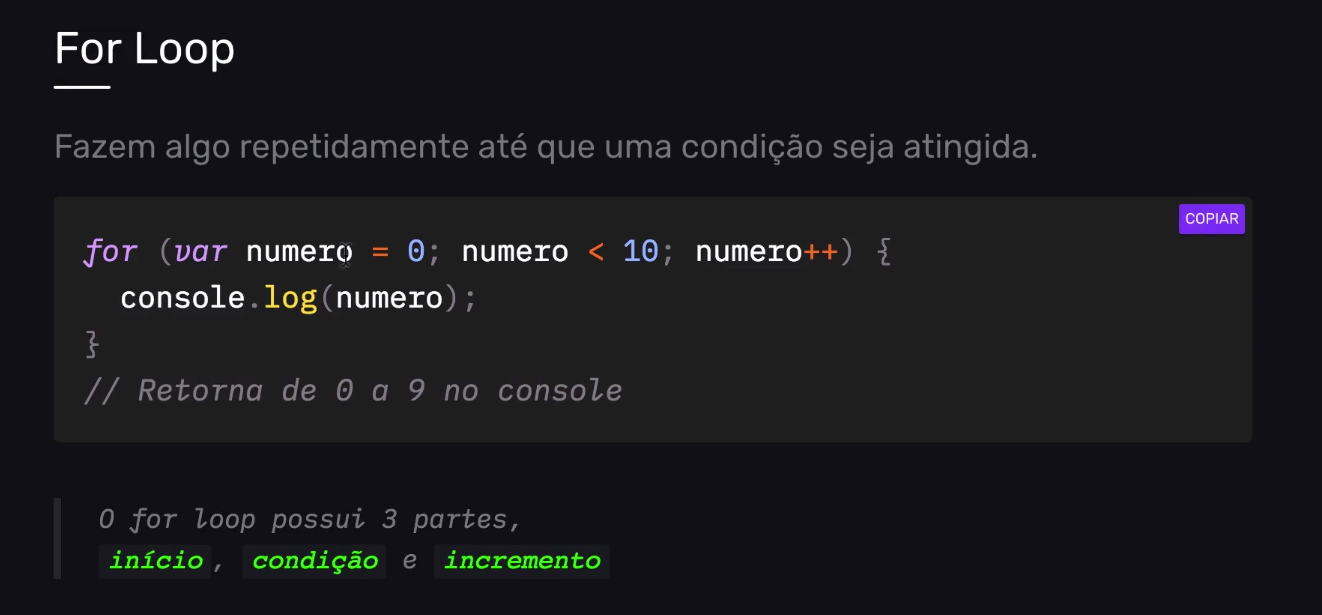 For Loop
Fazem algo repetidamente até que uma condição seja atingida.
COPIAR
for (var numero = 0; numero < 10; numero++) {
  console.log(numero);
}
// Retorna de 0 a 9 no console
O for loop possui 3 partes,
início, condição e incremento